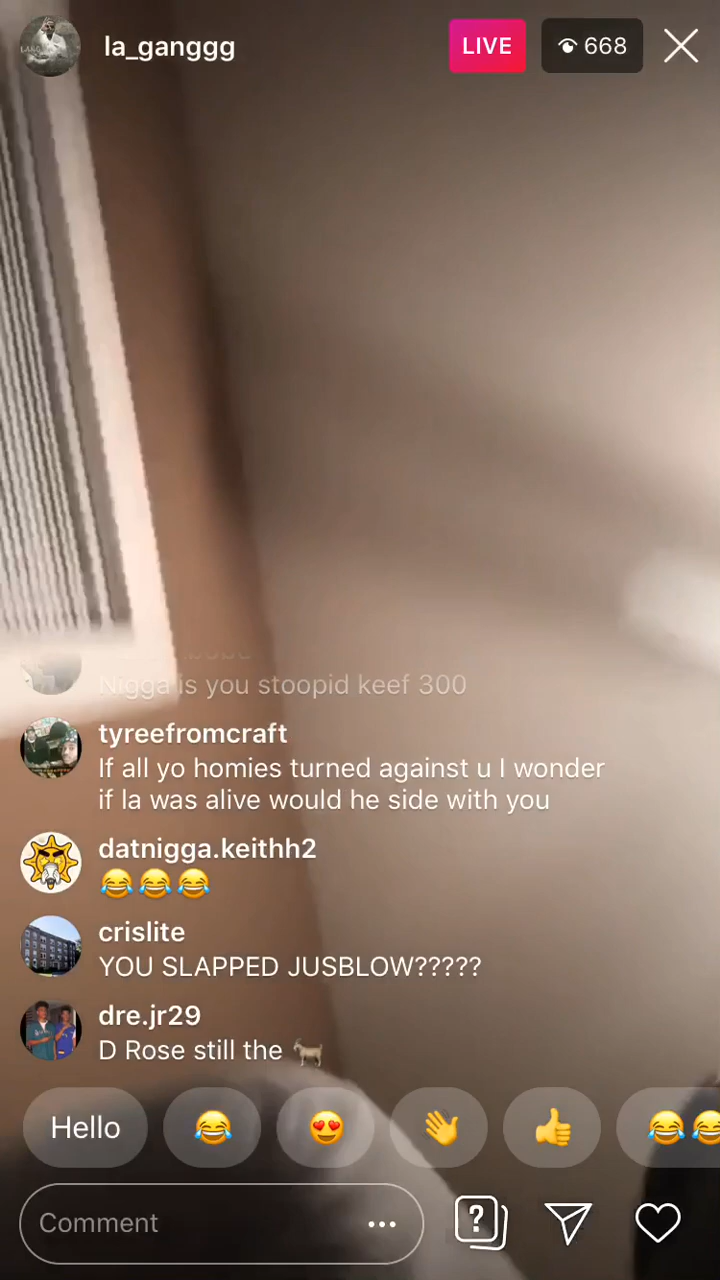 la_ganggg
LIVE
668
Nigga is you stoopid keef 300
tyreefromcraft
If all yo homies turned against u I wonder
if la was alive would he side with you
datnigga.keithh2
😂😂😂
crislite
YOU SLAPPED JUSBLOW?????
dre.jr29
D Rose still the 🐐
Hello 😂 😍 👋 👍 😂😂
Comment